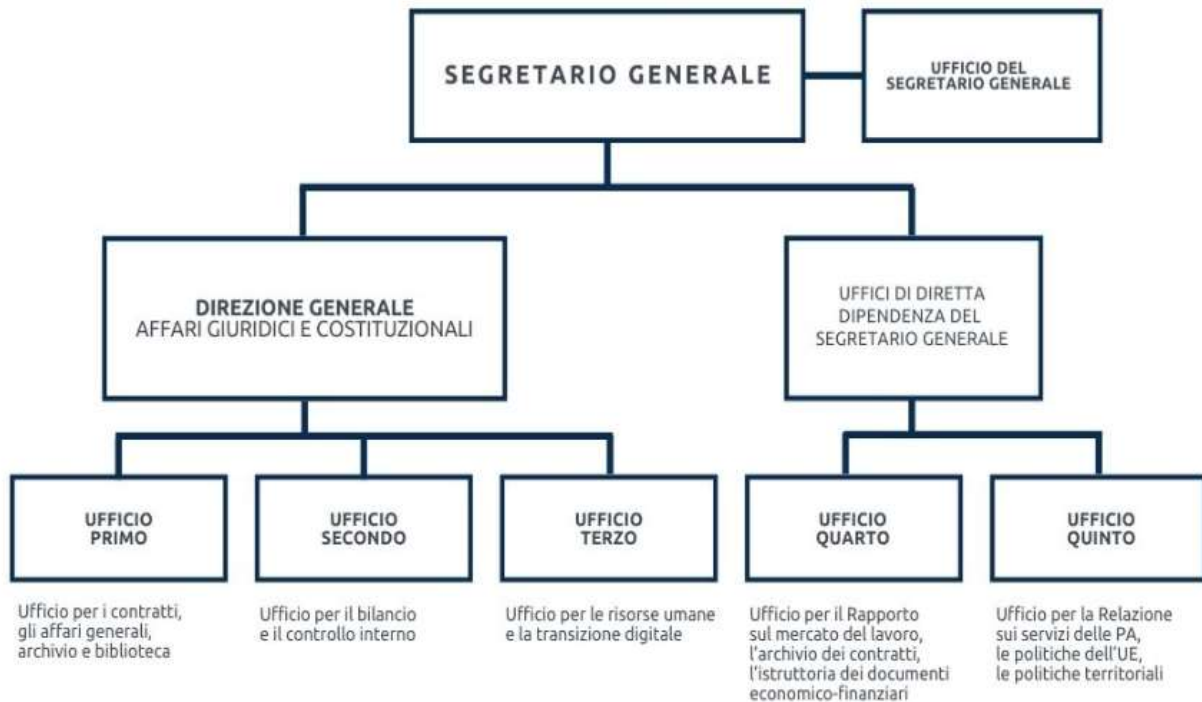 SEGRETARIO GENERALE
UFFICIO DEL
SEGRETARIO GENERALE
DIREZIONE GENERALE
AFFARI GIURIDICI E COSTITUZIONALI
UFFICI DI DIRETTA
DIPENDENZA DEL
SEGRETARIO GENERALE
UFFICIO
PRIMO
UFFICIO
SECONDO
UFFICIO
TERZO
UFFICIO
QUARTO
UFFICIO
QUINTO
Ufficio per i contratti,
gli affari generali,
archivio e biblioteca
Ufficio per il bilancio
e il controllo interno
Ufficio per le risorse umane
e la transizione digitale
Ufficio per il Rapporto
sul mercato del lavoro,
l'archivio dei contratti,
l'istruttoria dei documenti
economico-finanziari
Ufficio per la Relazione
sui servizi delle PA,
le politiche dell'UE,
le politiche territoriali